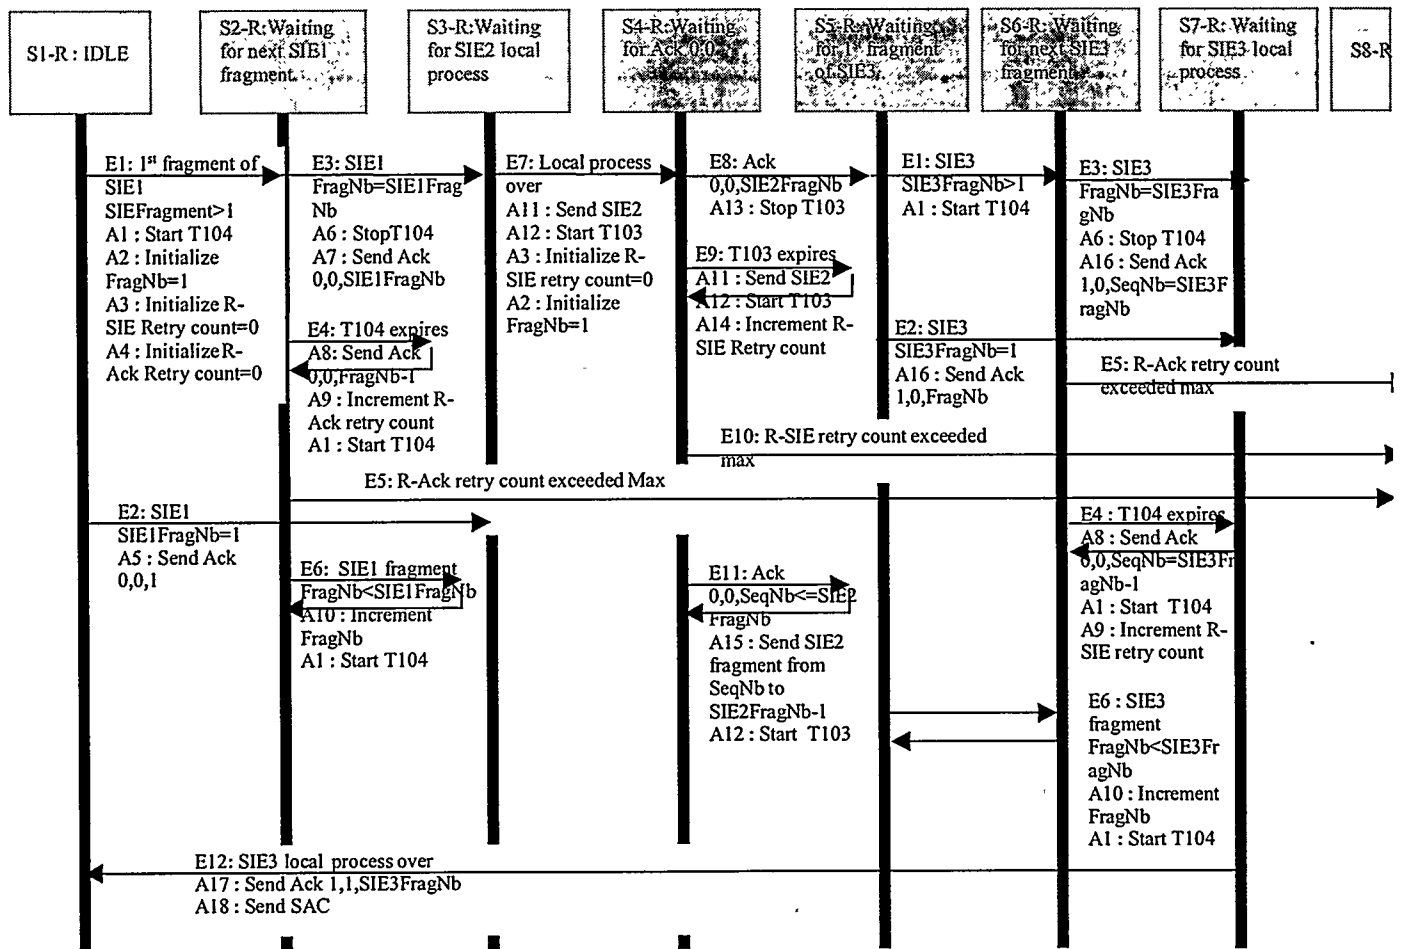 S1-R : IDLE
S2-R:Waiting
for next SIE1
fragment
S3-R:Waiting
for SIE2 local
process
S4-R:Waiting
for Ack 0,0
S5-R:Waiting
for 1st fragment
of SIE3
S6-R: Waiting
for next SIE3
fragment
S7-R: Waiting
for SIE3 local
process
S8-R
E1: 1st fragment of
SIE1
SIEFragment>1
A1 : Start T104
A2 : Initialize
FragNb=1
A3 : Initialize R-
SIE Retry count=0
A4 : Initialize R-
Ack Retry count=0
E3: SIE1
FragNb=SIE1Frag
Nb
A6 : StopT104
A7 : Send Ack
0,0,SIE1FragNb
E4: T104 expires
A8: Send Ack
0,0,FragNb-1
A9 : Increment R-
Ack retry count
A1 : Start T104
E7: Local process
over
A11 : Send SIE2
A12 : Start T103
A3 : Initialize R-
SIE retry count=0
A2 : Initialize
FragNb=1
E8: Ack
0,0,SIE2FragNb
A13 : Stop T103
E9: T103 expires
A11 : Send SIE2
A12 : Start T103
A14 : Increment R-
SIE Retry count
E1: SIE3
SIE3FragNb>1
A1 : Start T104
E2: SIE3
SIE3FragNb=1
A16 : Send Ack
1,0,FragNb
E3: SIE3
FragNb=SIE3Fra
gNb
A6 : Stop T104
A16 : Send Ack
1,0,SeqNb=SIE3F
ragNb
E5: R-Ack retry count
exceeded max
E10: R-SIE retry count exceeded
max
E5: R-Ack retry count exceeded Max
E2: SIE1
SIE1FragNb=1
A5 : Send Ack
0,0,1
E6: SIE1 fragment
FragNb<SIE1FragNb
A10 : Increment
FragNb
A1 : Start T104
E11: Ack
0,0,SeqNb<=SIE2
FragNb
A15 : Send SIE2
fragment from
SeqNb to
SIE2FragNb-1
A12 : Start T103
E4 : T104 expires
A8 : Send Ack
0,0,SeqNb=SIE3Fr
agNb-1
A1 : Start T104
A9 : Increment R-
SIE retry count
E6 : SIE3
fragment
FragNb<SIE3Fr
agNb
A10 : Increment
FragNb
A1 : Start T104
E12: SIE3 local process over
A17 : Send Ack 1,1,SIE3FragNb
A18 : Send SAC